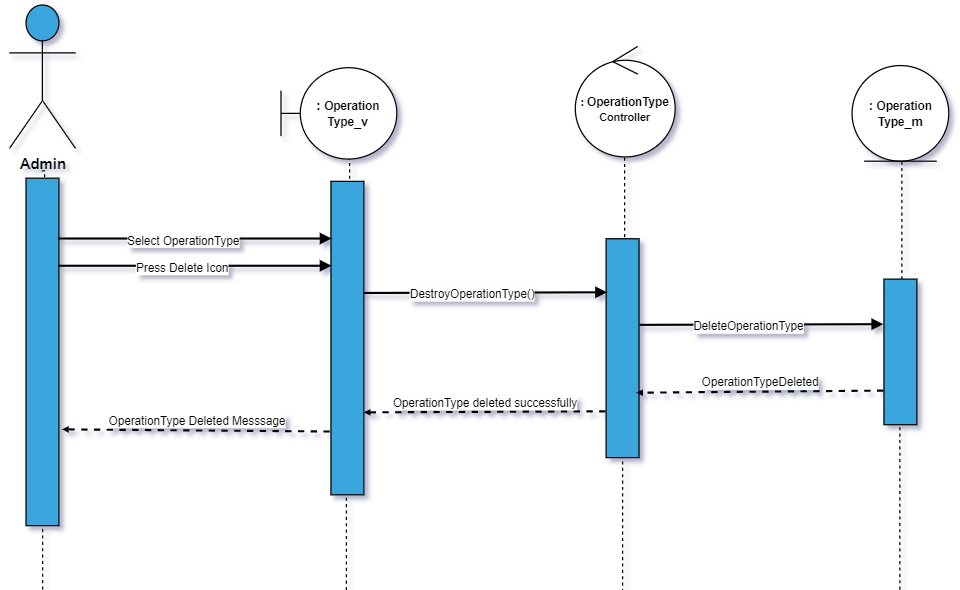 : Operation
Type_v
: OperationType
Controller
: Operation
Type_m
Admin
Select OperationType
Press Delete Icon
DestroyOperationType()
DeleteOperationType
OperationTypeDeleted
OperationType deleted successfully
OperationType Deleted Messsage